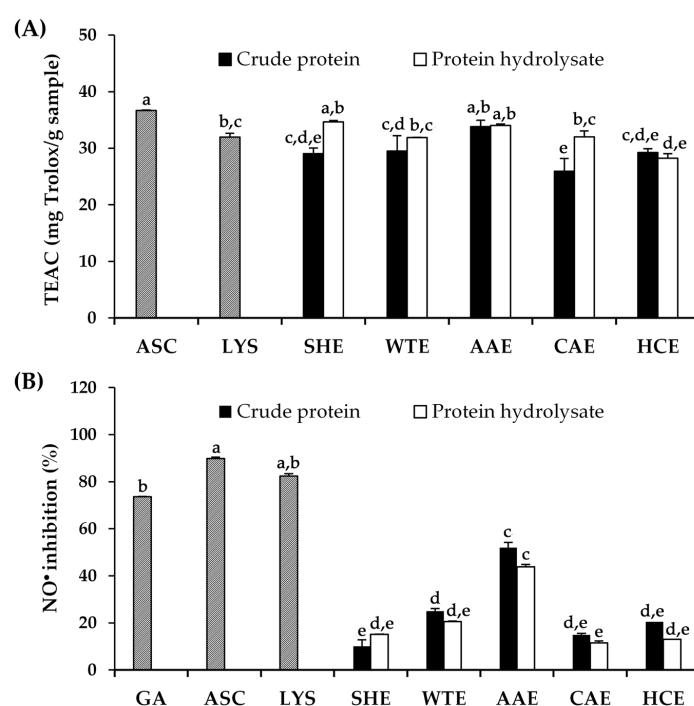 (A)
50
Crude protein
Protein hydrolysate
40
a
a,b
a,b
a,b
b,c
b,c
c,d,e
c,d
b,c
c,d,e
d,e
e
30
20
10
0
TEAC (mg Trolox/g sample)
ASC LYS SHE WTE AAE CAE HCE
(B)
120
Crude protein
Protein hydrolysate
100
a
a,b
b
80
60
c
c
40
d
d,e
d,e
e
d,e
d,e
e
d,e
d,e
20
0
NO• inhibition (%)
GA ASC LYS SHE WTE AAE CAE HCE